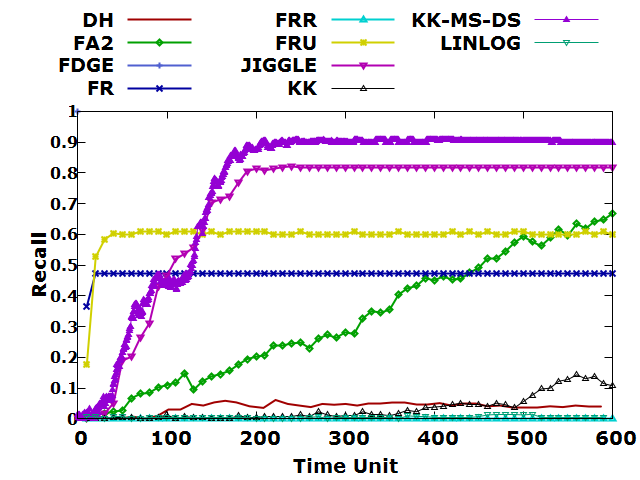 DH FRR KK-MS-DS
FA2 FRU LINLOG
FDGE JIGGLE
FR KK
1
0.9
0.8
0.7
0.6
0.5
0.4
0.3
0.2
0.1
0
Recall
0 100 200 300 400 500 600
Time Unit